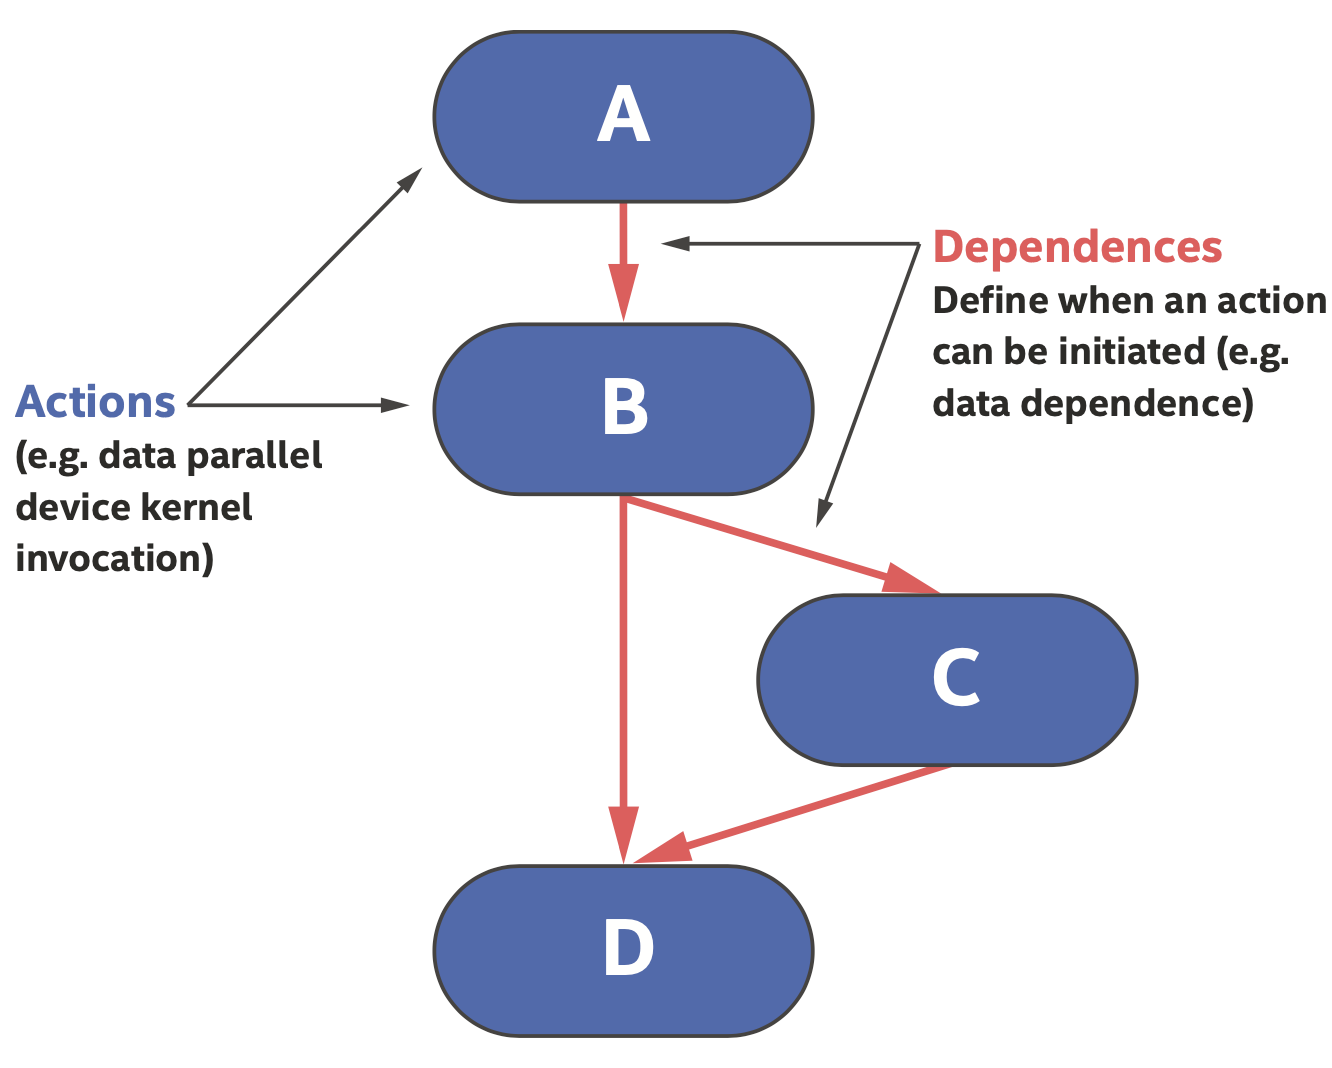 A
Dependences
Define when an action
can be initiated (e.g.
data dependence)
Actions
(e.g. data parallel
device kernel
invocation)
B
C
D